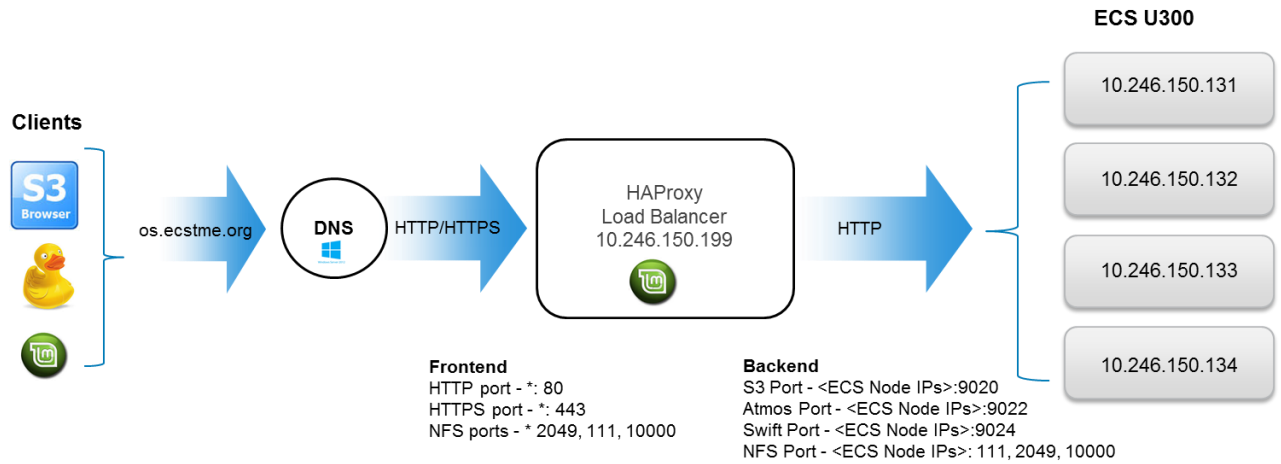 ECS U300
10.246.150.131
10.246.150.132
10.246.150.133
10.246.150.134
Clients
S3
Browser
os.ecstme.org
DNS
HTTP/HTTPS
HAProxy
Load Balancer
10.246.150.199
HTTP
Frontend
HTTP port - *: 80
HTTPS port - *: 443
NFS ports - * 2049, 111, 10000
Backend
S3 Port - <ECS Node IPs>:9020
Atmos Port - <ECS Node IPs>:9022
Swift Port - <ECS Node IPs>:9024
NFS Port - <ECS Node IPs>: 111, 2049, 10000